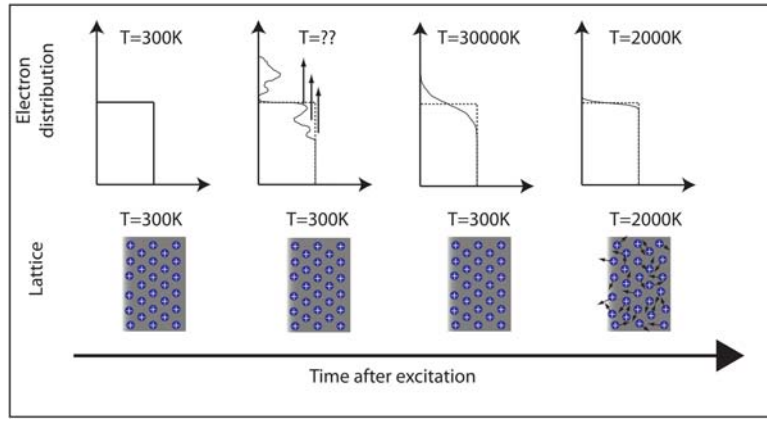 T=300K
T=??
T=30000K
T=2000K
Electron
distribution
T=300K
T=300K
T=300K
T=2000K
Lattice
Time after excitation